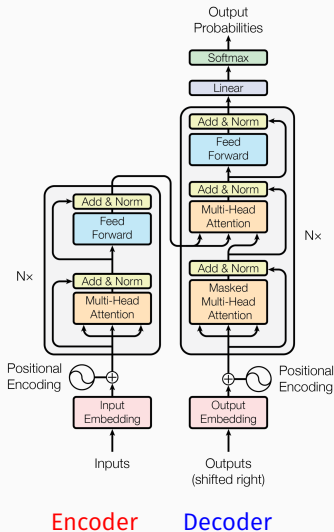 Output
Probabilities
Softmax
Linear
Add & Norm
Feed
Forward
Add & Norm
Multi-Head
Attention
Add & Norm
Masked
Multi-Head
Attention
N×
Positional
Encoding
Output
Embedding
Outputs
(shifted right)
Add & Norm
Feed
Forward
N×
Add & Norm
Multi-Head
Attention
Positional
Encoding
Input
Embedding
Inputs
Encoder
Decoder